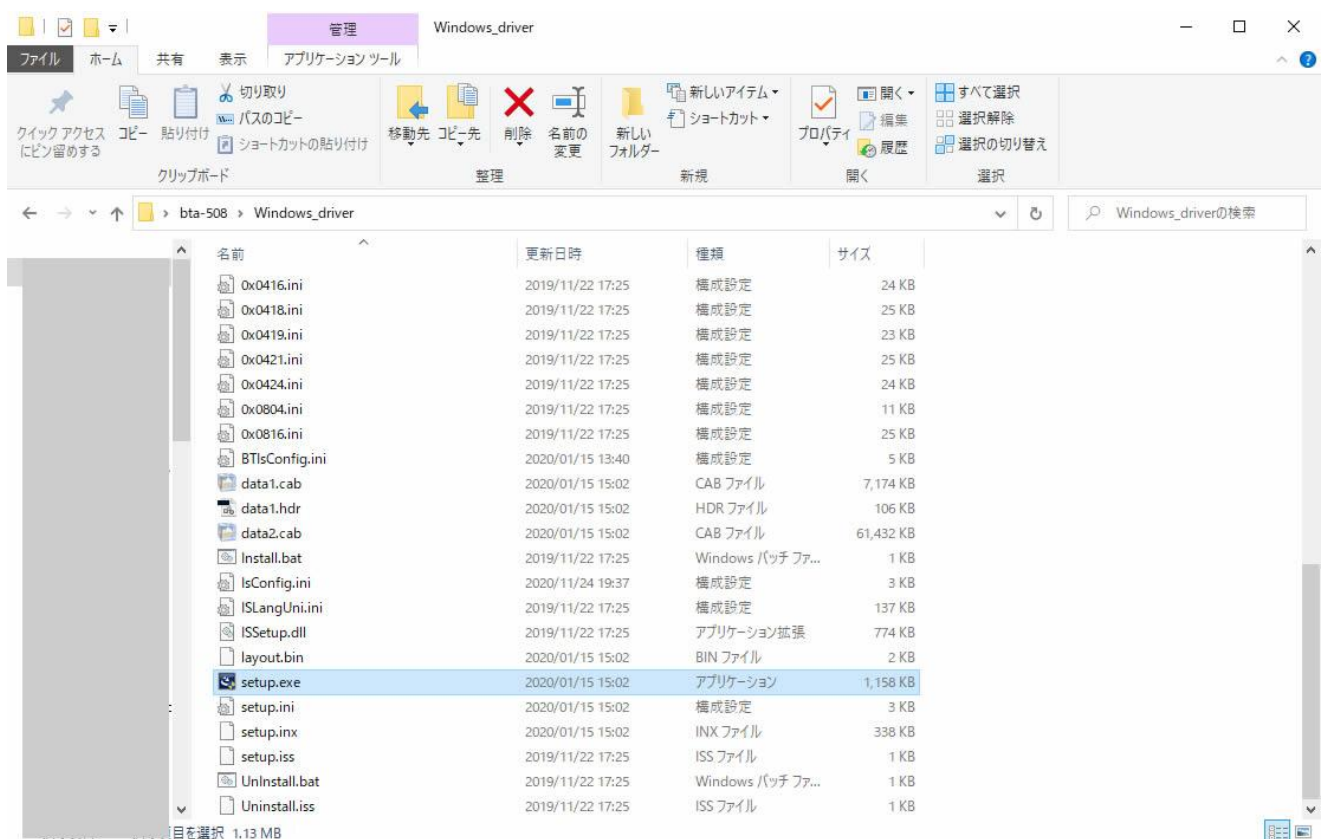 管理 Windows_driver
ファイル ホーム 共有 表示 アプリケーション ツール
クイック アクセス
にピン留めする
コピー
貼り付け
切り取り
パスのコピー
ショートカットの貼り付け
クリップボード
移動先
コピー先
削除
名前の
変更
整理
新しい
フォルダー
新しいアイテム
ショートカット
新規
プロパティ
開く
編集
履歴
開く
すべて選択
選択解除
選択の切り替え
選択
bta-508 › Windows_driver
Windows_driverの検索
名前 更新日時 種類 サイズ
0x0416.ini 2019/11/22 17:25 構成設定 24 KB
0x0418.ini 2019/11/22 17:25 構成設定 25 KB
0x0419.ini 2019/11/22 17:25 構成設定 23 KB
0x0421.ini 2019/11/22 17:25 構成設定 25 KB
0x0424.ini 2019/11/22 17:25 構成設定 24 KB
0x0804.ini 2019/11/22 17:25 構成設定 11 KB
0x0816.ini 2019/11/22 17:25 構成設定 25 KB
BTIsConfig.ini 2020/01/15 13:40 構成設定 5 KB
data1.cab 2020/01/15 15:02 CAB ファイル 7,174 KB
data1.hdr 2020/01/15 15:02 HDR ファイル 106 KB
data2.cab 2020/01/15 15:02 CAB ファイル 61,432 KB
Install.bat 2019/11/22 17:25 Windows バッチ ファ... 1 KB
IsConfig.ini 2020/11/24 19:37 構成設定 3 KB
ISLangUni.ini 2019/11/22 17:25 構成設定 137 KB
ISSetup.dll 2019/11/22 17:25 アプリケーション拡張 774 KB
layout.bin 2020/01/15 15:02 BIN ファイル 2 KB
setup.exe 2020/01/15 15:02 アプリケーション 1,158 KB
setup.ini 2020/01/15 15:02 構成設定 3 KB
setup.inx 2020/01/15 15:02 INX ファイル 338 KB
setup.iss 2019/11/22 17:25 ISS ファイル 1 KB
UnInstall.bat 2019/11/22 17:25 Windows バッチ ファ... 1 KB
Uninstall.iss 2019/11/22 17:25 ISS ファイル 1 KB
項目を選択 1.13 MB